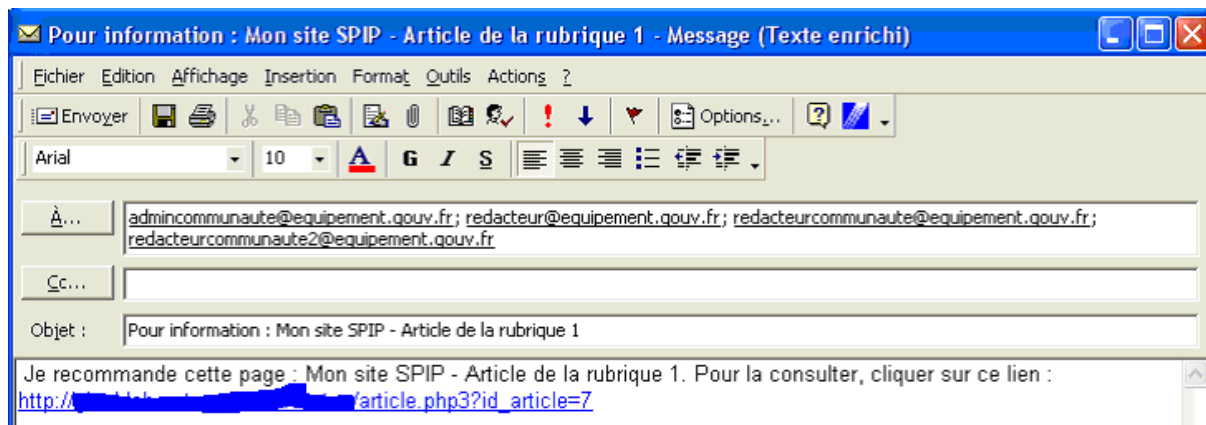 Pour information : Mon site SPIP - Article de la rubrique 1 - Message (Texte enrichi)
Fichier Edition Affichage Insertion Format Outils Actions ?
Envoyer Options...
Arial 10 A G I S
À... admincommunaute@equipement.gouv.fr; redacteur@equipement.gouv.fr; redacteurcommunaute@equipement.gouv.fr;
redacteurcommunaute2@equipement.gouv.fr
Cc...
Objet : Pour information : Mon site SPIP - Article de la rubrique 1
Je recommande cette page : Mon site SPIP - Article de la rubrique 1. Pour la consulter, cliquer sur ce lien :
http:// /article.php3?id_article=7